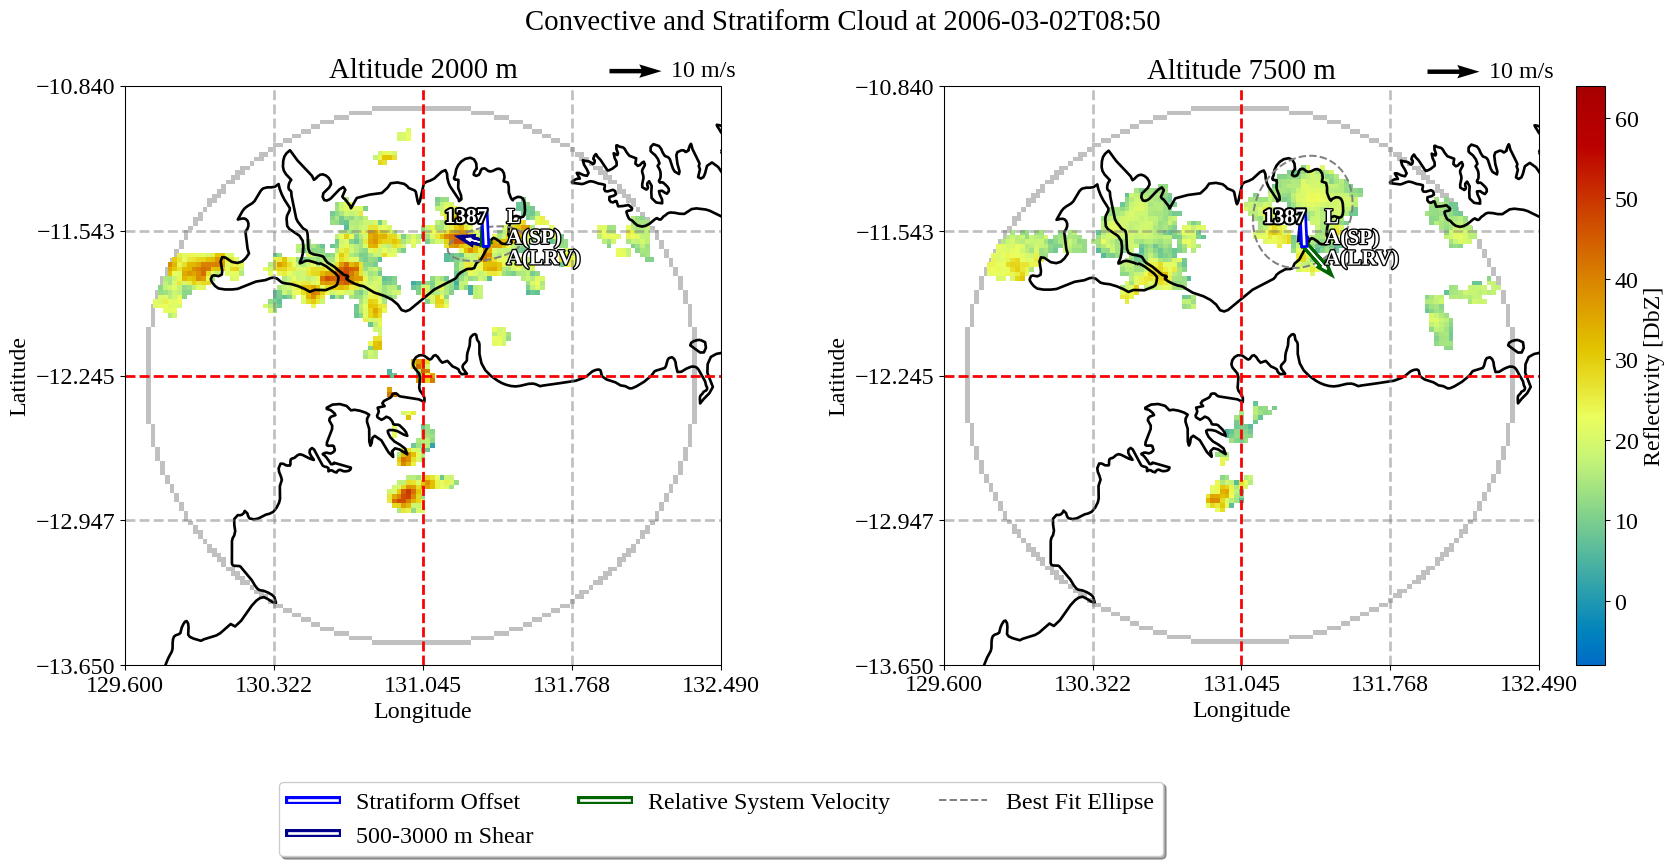 Convective and Stratiform Cloud at 2006-03-02T08:50
Altitude 2000 m
10 m/s
−10.840
−11.543
−12.245
−12.947
−13.650
129.600
130.322
131.045
131.768
132.490
Longitude
Latitude
1387
L
A(SP)
A(LRV)
Altitude 7500 m
10 m/s
−10.840
−11.543
−12.245
−12.947
−13.650
129.600
130.322
131.045
131.768
132.490
Longitude
Latitude
1387
L
A(SP)
A(LRV)
60
50
40
30
20
10
0
Reflectivity [DbZ]
Stratiform Offset
500-3000 m Shear
Relative System Velocity
Best Fit Ellipse